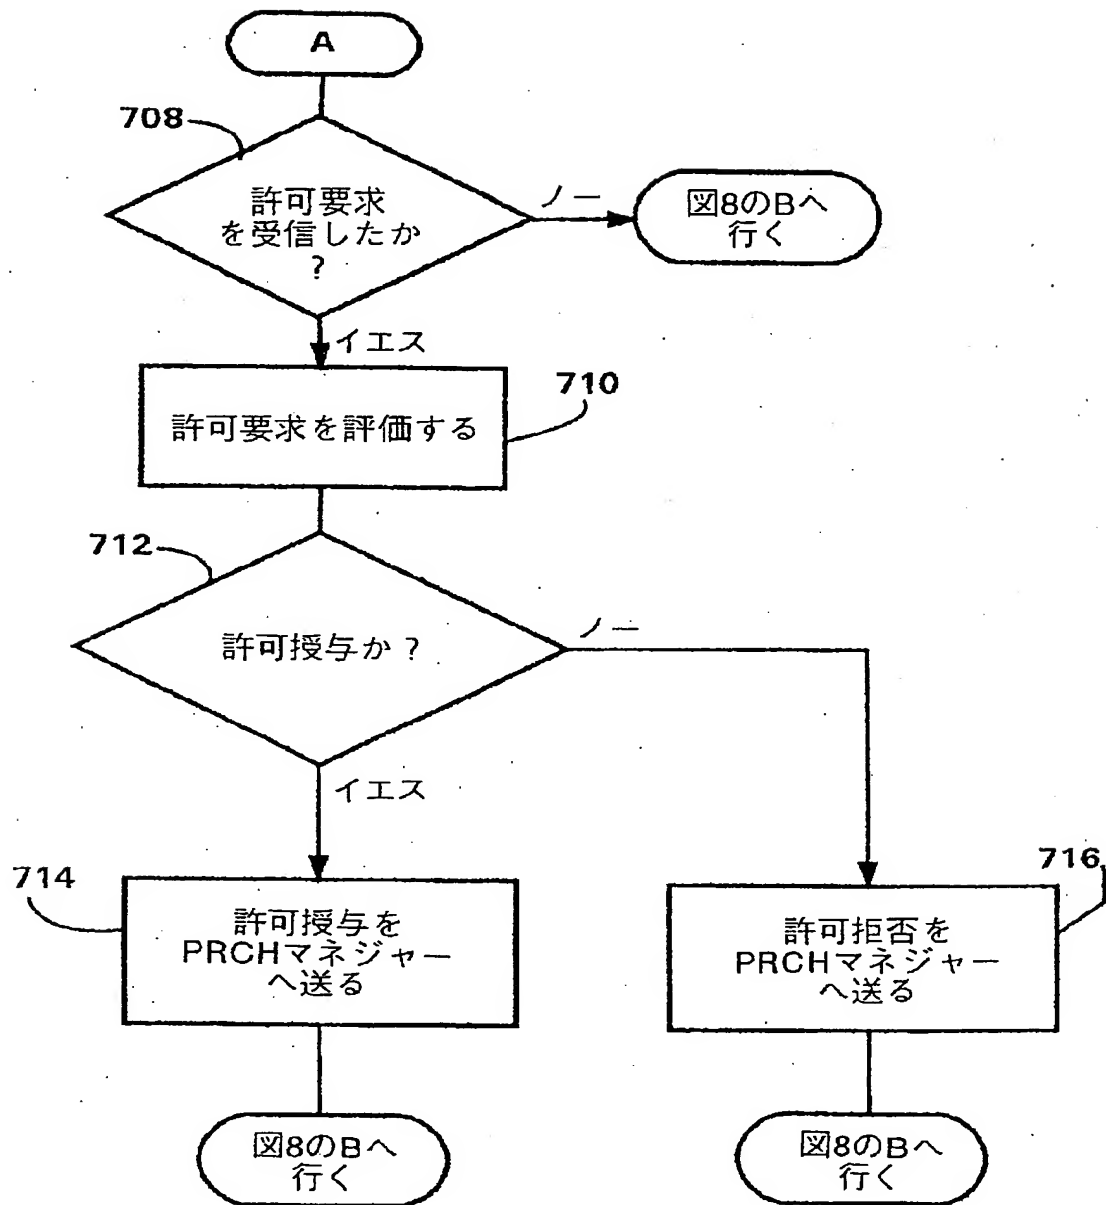 A
708
許可要求
を受信したか
?
ノー
図8のBへ
行く
イエス
710
許可要求を評価する
712
許可授与か?
ノー
イエス
714
許可授与を
PRCHマネジャー
へ送る
716
許可拒否を
PRCHマネジャー
へ送る
図8のBへ
行く
図8のBへ
行く